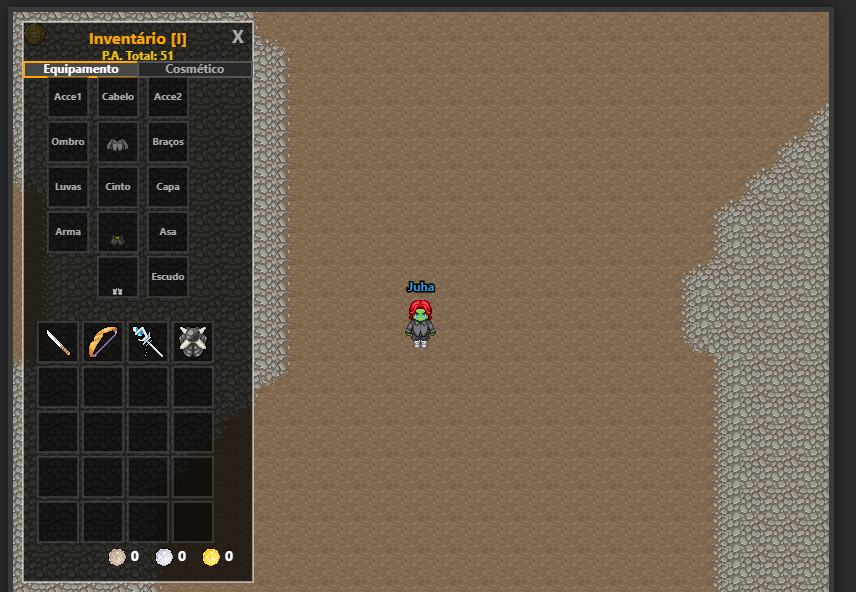 Inventário [I]
X
P.A. Total: 51
Equipamento Cosmético
Acce1 Cabelo Acce2
Ombro Braços
Luvas Cinto Capa
Arma Asa
Escudo
Juha
0 0 0